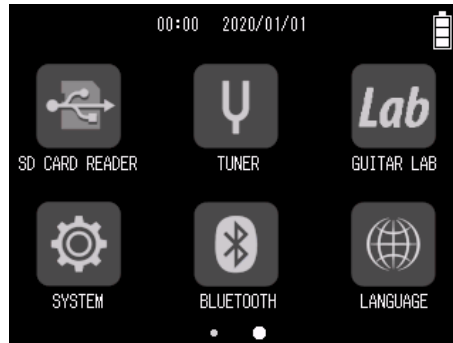 00:00 2020/01/01
Lab
SD CARD READER TUNER GUITAR LAB
SYSTEM BLUETOOTH LANGUAGE